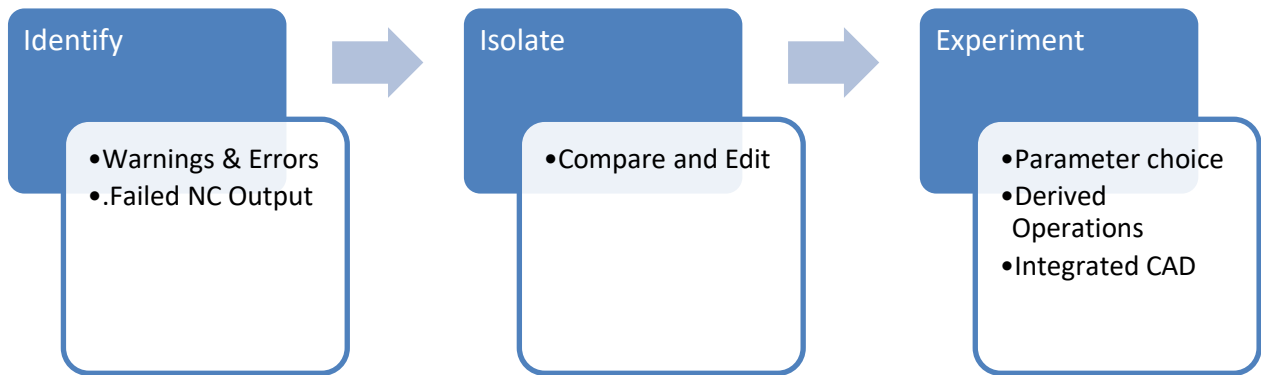 Identify
•Warnings & Errors
•.Failed NC Output
Isolate
•Compare and Edit
Experiment
•Parameter choice
•Derived
Operations
•Integrated CAD